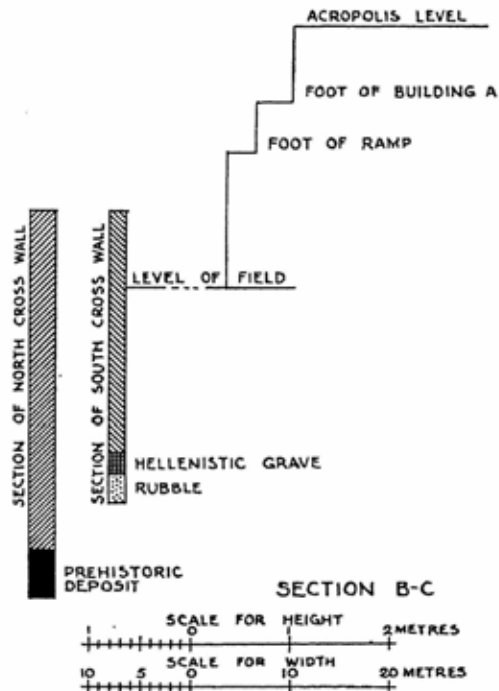 ACROPOLIS LEVEL
FOOT OF BUILDING A
FOOT OF RAMP
SECTION OF NORTH CROSS WALL
SECTION OF SOUTH CROSS WALL
LEVEL OF FIELD
HELLENISTIC GRAVE
RUBBLE
PREHISTORIC
DEPOSIT
SECTION B-C
SCALE FOR HEIGHT
1 0 1 2 METRES
SCALE FOR WIDTH
10 5 0 10 20 METRES